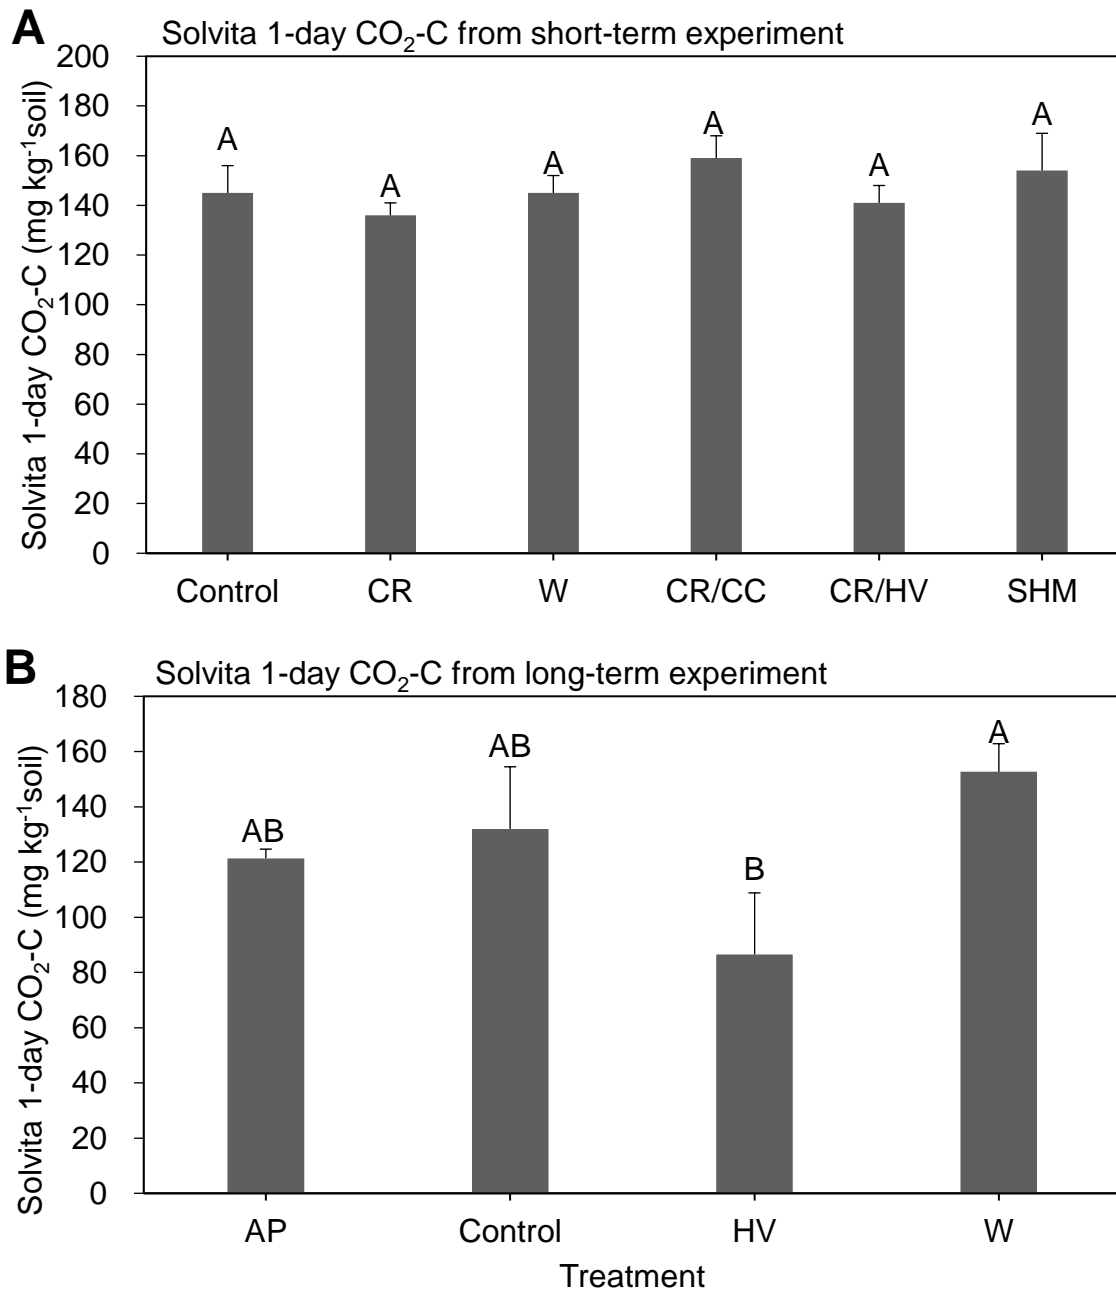 A
Solvita 1-day CO₂-C from short-term experiment
Solvita 1-day CO₂-C (mg kg⁻¹soil)
200
180
160
140
120
100
80
60
40
20
0
A
A
A
A
A
A
Control CR W CR/CC CR/HV SHM
B
Solvita 1-day CO₂-C from long-term experiment
Solvita 1-day CO₂-C (mg kg⁻¹soil)
180
160
140
120
100
80
60
40
20
0
AB
AB
B
A
AP Control HV W
Treatment